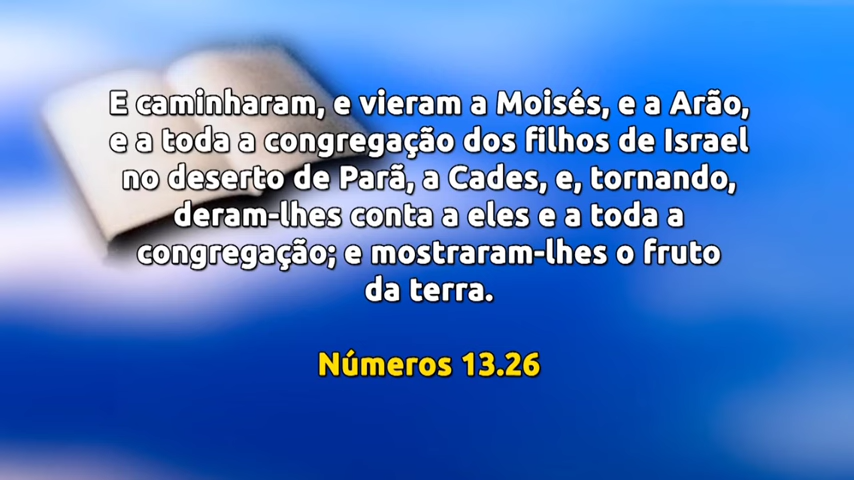 E caminharam, e vieram a Moisés, e a Arão,
e a toda a congregação dos filhos de Israel
no deserto de Parã, a Cades, e, tornando,
deram-lhes conta a eles e a toda a
congregação; e mostraram-lhes o fruto
da terra.
Números 13.26